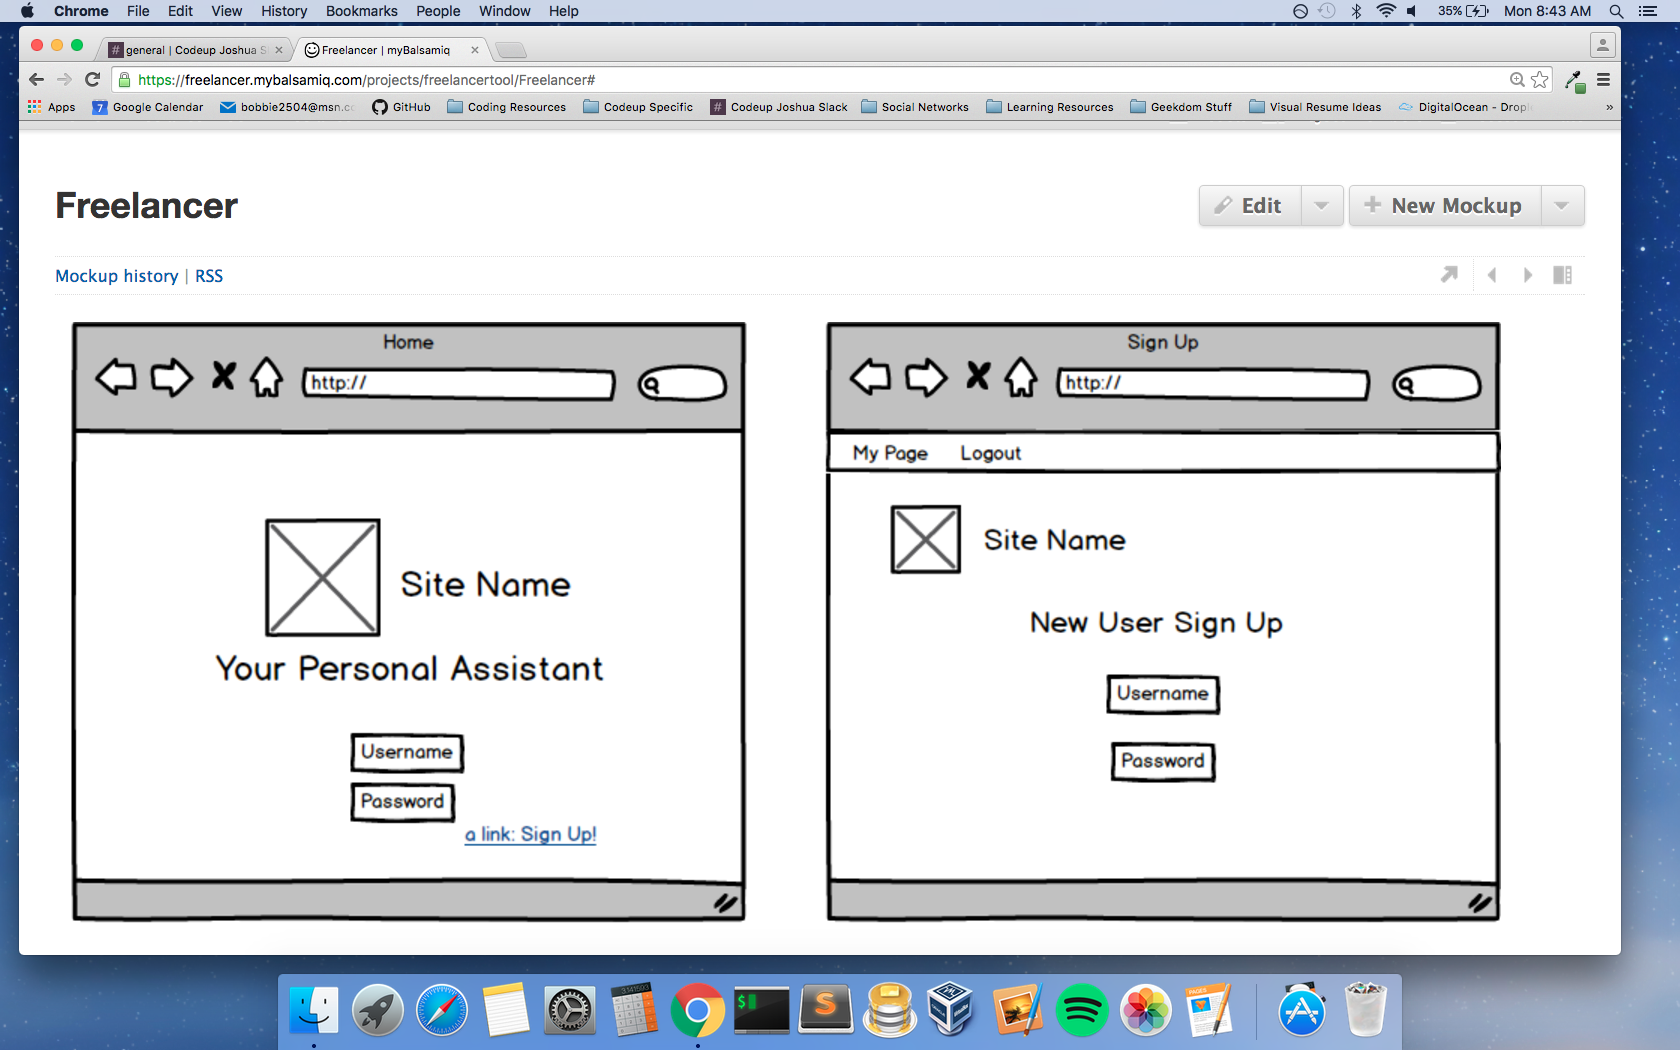 Chrome File Edit View History Bookmarks People Window Help 35% Mon 8:43 AM
general | Codeup Joshua S Freelancer | myBalsamiq
https://freelancer.mybalsamiq.com/projects/freelancertool/Freelancer#
Apps 7 Google Calendar bobbie2504@msn.co GitHub Coding Resources Codeup Specific Codeup Joshua Slack Social Networks Learning Resources Geekdom Stuff Visual Resume Ideas DigitalOcean - Dropl »
Freelancer
Edit New Mockup
Mockup history | RSS
Home
http://
Site Name
Your Personal Assistant
Username
Password
a link: Sign Up!
Sign Up
http://
My Page Logout
Site Name
New User Sign Up
Username
Password